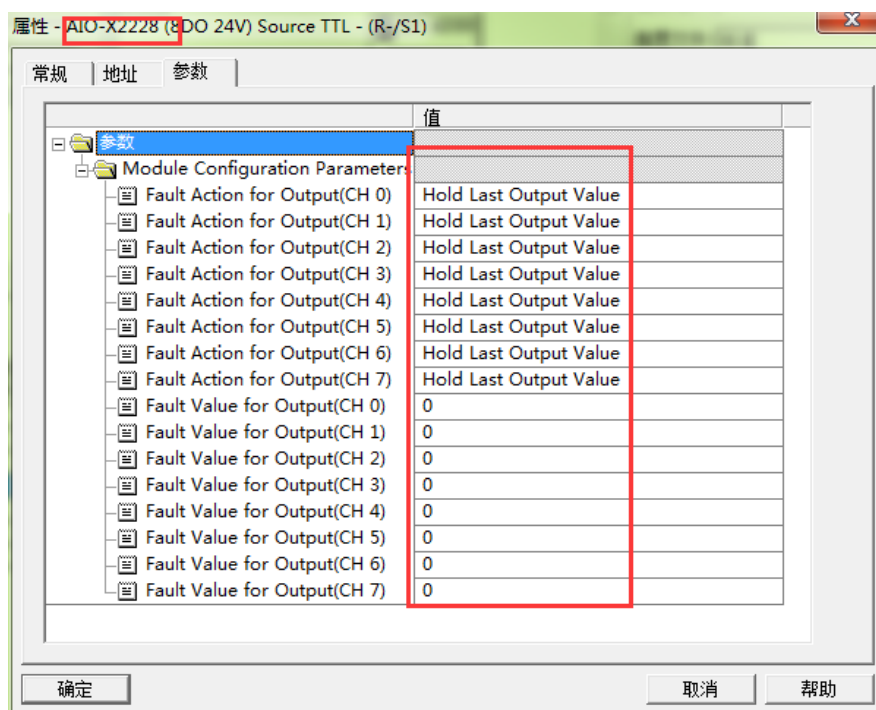 属性 - AIO-X2228 (8DO 24V) Source TTL - (R-/S1)
常规 地址 参数
值
参数
Module Configuration Parameters
Fault Action for Output(CH 0) Hold Last Output Value
Fault Action for Output(CH 1) Hold Last Output Value
Fault Action for Output(CH 2) Hold Last Output Value
Fault Action for Output(CH 3) Hold Last Output Value
Fault Action for Output(CH 4) Hold Last Output Value
Fault Action for Output(CH 5) Hold Last Output Value
Fault Action for Output(CH 6) Hold Last Output Value
Fault Action for Output(CH 7) Hold Last Output Value
Fault Value for Output(CH 0) 0
Fault Value for Output(CH 1) 0
Fault Value for Output(CH 2) 0
Fault Value for Output(CH 3) 0
Fault Value for Output(CH 4) 0
Fault Value for Output(CH 5) 0
Fault Value for Output(CH 6) 0
Fault Value for Output(CH 7) 0
确定 取消 帮助